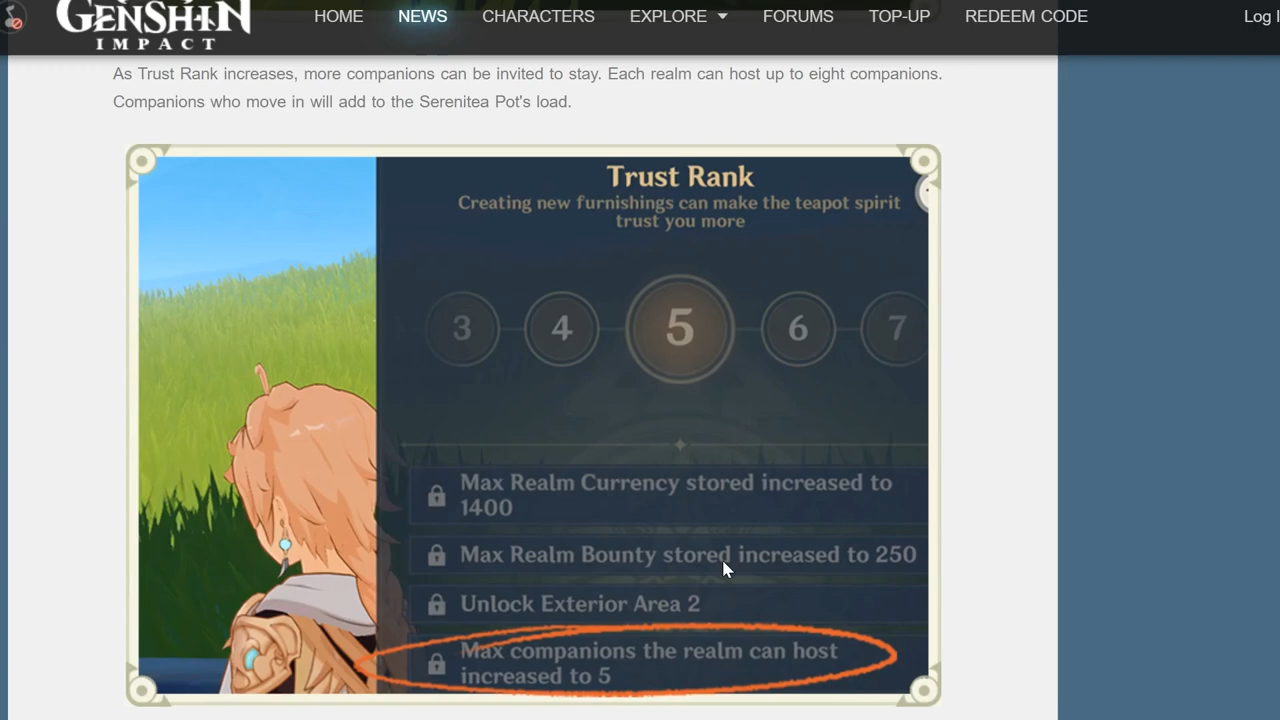 GENSHIN
IMPACT
HOME NEWS CHARACTERS EXPLORE FORUMS TOP-UP REDEEM CODE Log
As Trust Rank increases, more companions can be invited to stay. Each realm can host up to eight companions.
Companions who move in will add to the Serenitea Pot's load.
Trust Rank
Creating new furnishings can make the teapot spirit
trust you more
3 4 5 6 7
Max Realm Currency stored increased to
1400
Max Realm Bounty stored increased to 250
Unlock Exterior Area 2
Max companions the realm can host
increased to 5